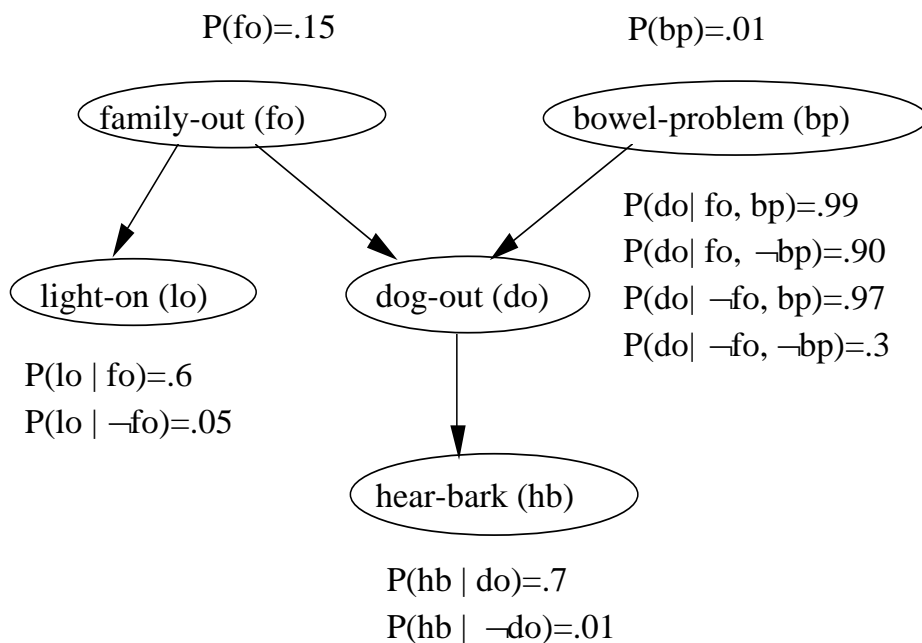 P(fo)=.15
P(bp)=.01
family-out (fo)
bowel-problem (bp)
P(do| fo, bp)=.99
P(do| fo, ¬bp)=.90
P(do| ¬fo, bp)=.97
P(do| ¬fo, ¬bp)=.3
light-on (lo)
dog-out (do)
P(lo | fo)=.6
P(lo | ¬fo)=.05
hear-bark (hb)
P(hb | do)=.7
P(hb | ¬do)=.01